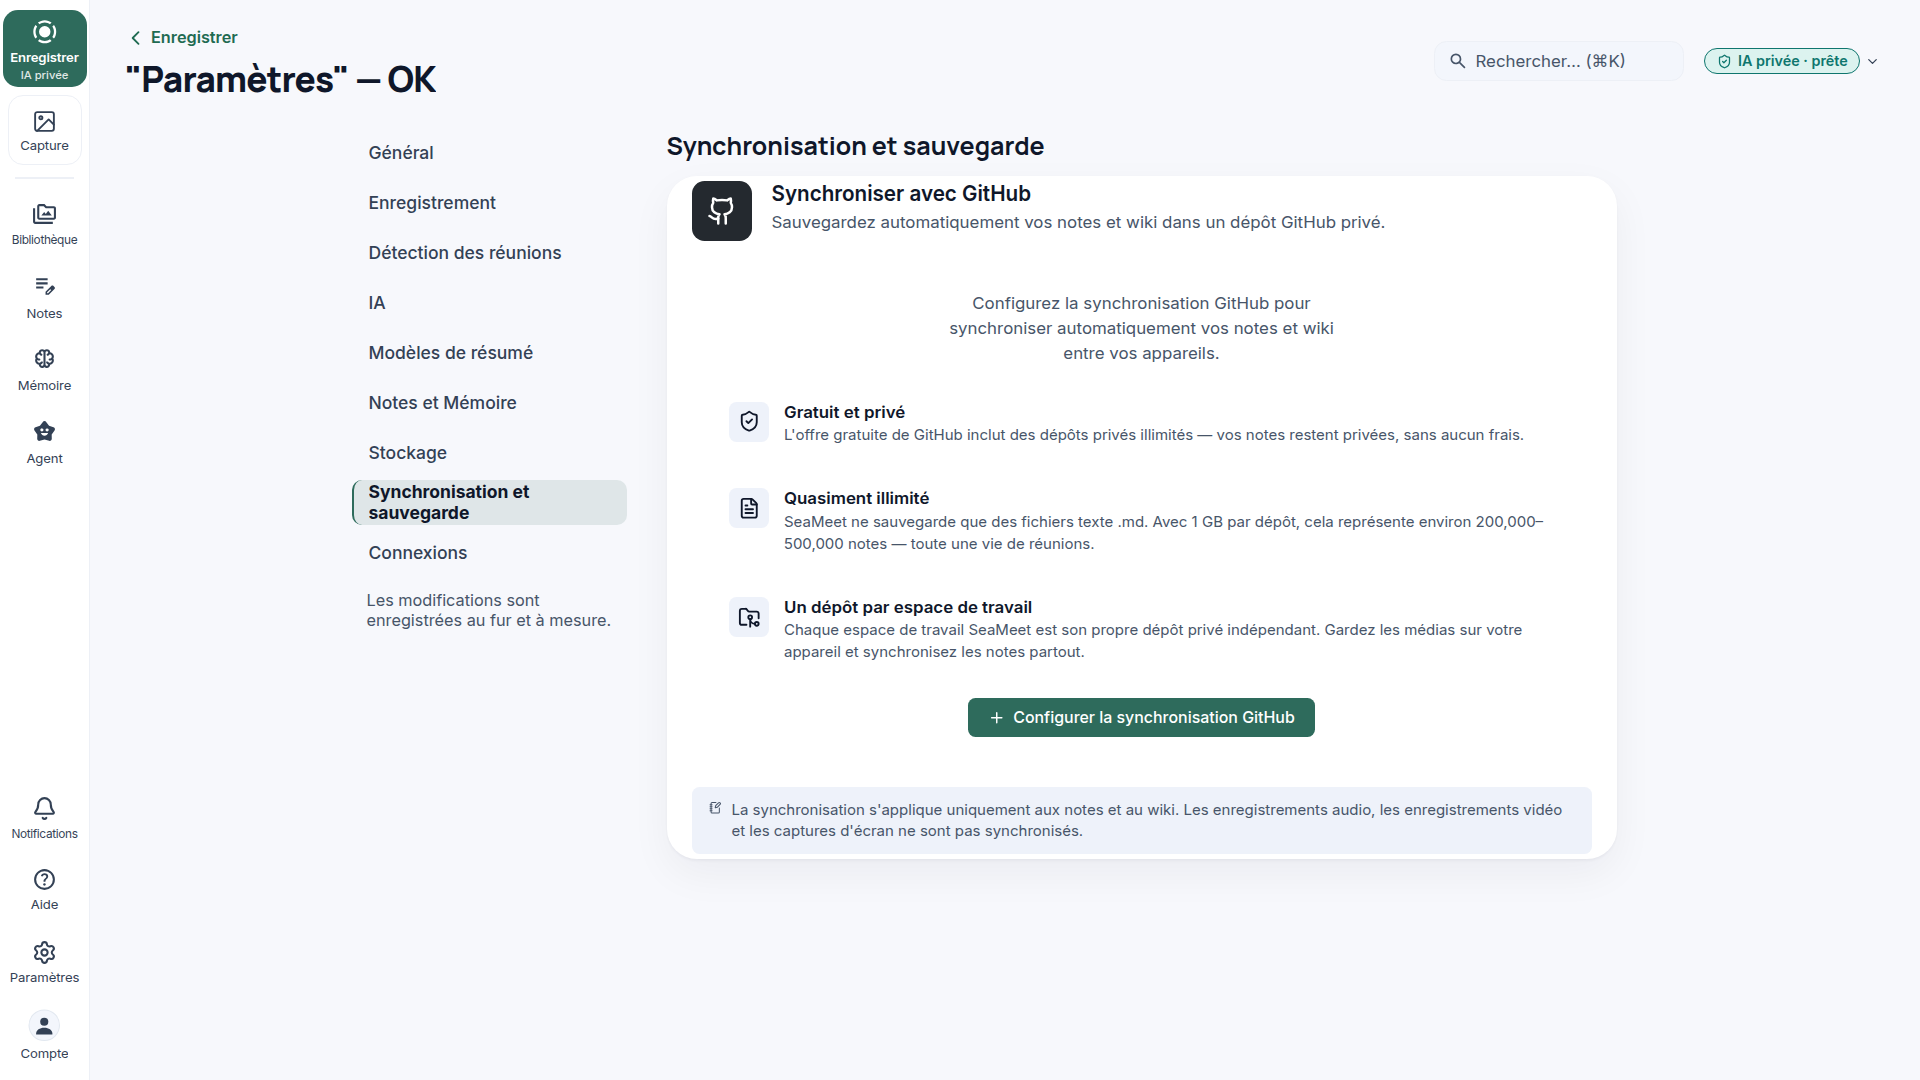 Enregistrer
IA privée
Capture
Bibliothèque
Notes
Mémoire
Agent
Notifications
Aide
Paramètres
Compte
Enregistrer
"Paramètres" — OK
Rechercher... (⌘K)
IA privée · prête
Général
Enregistrement
Détection des réunions
IA
Modèles de résumé
Notes et Mémoire
Stockage
Synchronisation et
sauvegarde
Connexions
Les modifications sont
enregistrées au fur et à mesure.
Synchronisation et sauvegarde
Synchroniser avec GitHub
Sauvegardez automatiquement vos notes et wiki dans un dépôt GitHub privé.
Configurez la synchronisation GitHub pour
synchroniser automatiquement vos notes et wiki
entre vos appareils.
Gratuit et privé
L'offre gratuite de GitHub inclut des dépôts privés illimités — vos notes restent privées, sans aucun frais.
Quasiment illimité
SeaMeet ne sauvegarde que des fichiers texte .md. Avec 1 GB par dépôt, cela représente environ 200,000–
500,000 notes — toute une vie de réunions.
Un dépôt par espace de travail
Chaque espace de travail SeaMeet est son propre dépôt privé indépendant. Gardez les médias sur votre
appareil et synchronisez les notes partout.
Configurer la synchronisation GitHub
La synchronisation s'applique uniquement aux notes et au wiki. Les enregistrements audio, les enregistrements vidéo
et les captures d'écran ne sont pas synchronisés.